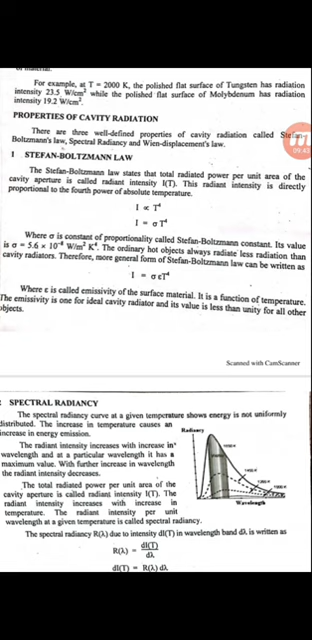 For example, at T = 2000 K, the polished flat surface of Tungsten has radiation
intensity 23.5 W/cm² while the polished flat surface of Molybdenum has radiation
intensity 19.2 W/cm².
PROPERTIES OF CAVITY RADIATION
There are three well-defined properties of cavity radiation called Stefan-
Boltzmann's law, Spectral Radiancy and Wien-displacement's law.
09:42
1 STEFAN-BOLTZMANN LAW
The Stefan-Boltzmann law states that total radiated power per unit area of the
cavity aperture is called radiant intensity I(T). This radiant intensity is directly
proportional to the fourth power of absolute temperature.
I ∝ T⁴
I = σ T⁴
Where σ is constant of proportionality called Stefan-Boltzmann constant. Its value
is σ = 5.6 × 10⁻⁸ W/m² K⁴. The ordinary hot objects always radiate less radiation than
cavity radiators. Therefore, more general form of Stefan-Boltzmann law can be written as
I = σ ϵT⁴
Where ε is called emissivity of the surface material. It is a function of temperature.
The emissivity is one for ideal cavity radiator and its value is less than unity for all other
objects.
Scanned with CamScanner
SPECTRAL RADIANCY
The spectral radiancy curve at a given temperature shows energy is not uniformly
distributed. The increase in temperature causes an
increase in energy emission.
Radiancy
The radiant intensity increases with increase in
wavelength and at a particular wavelength it has a
maximum value. With further increase in wavelength
the radiant intensity decreases.
The total radiated power per unit area of the
cavity aperture is called radiant intensity I(T). The
radiant intensity increases with increase in
Wavelength
temperature. The radiant intensity per unit
wavelength at a given temperature is called spectral radiancy.
The spectral radiancy R(λ) due to intensity dI(T) in wavelength band dλ is written as
R(λ) = dI(T)
dλ
dI(T) = R(λ) dλ